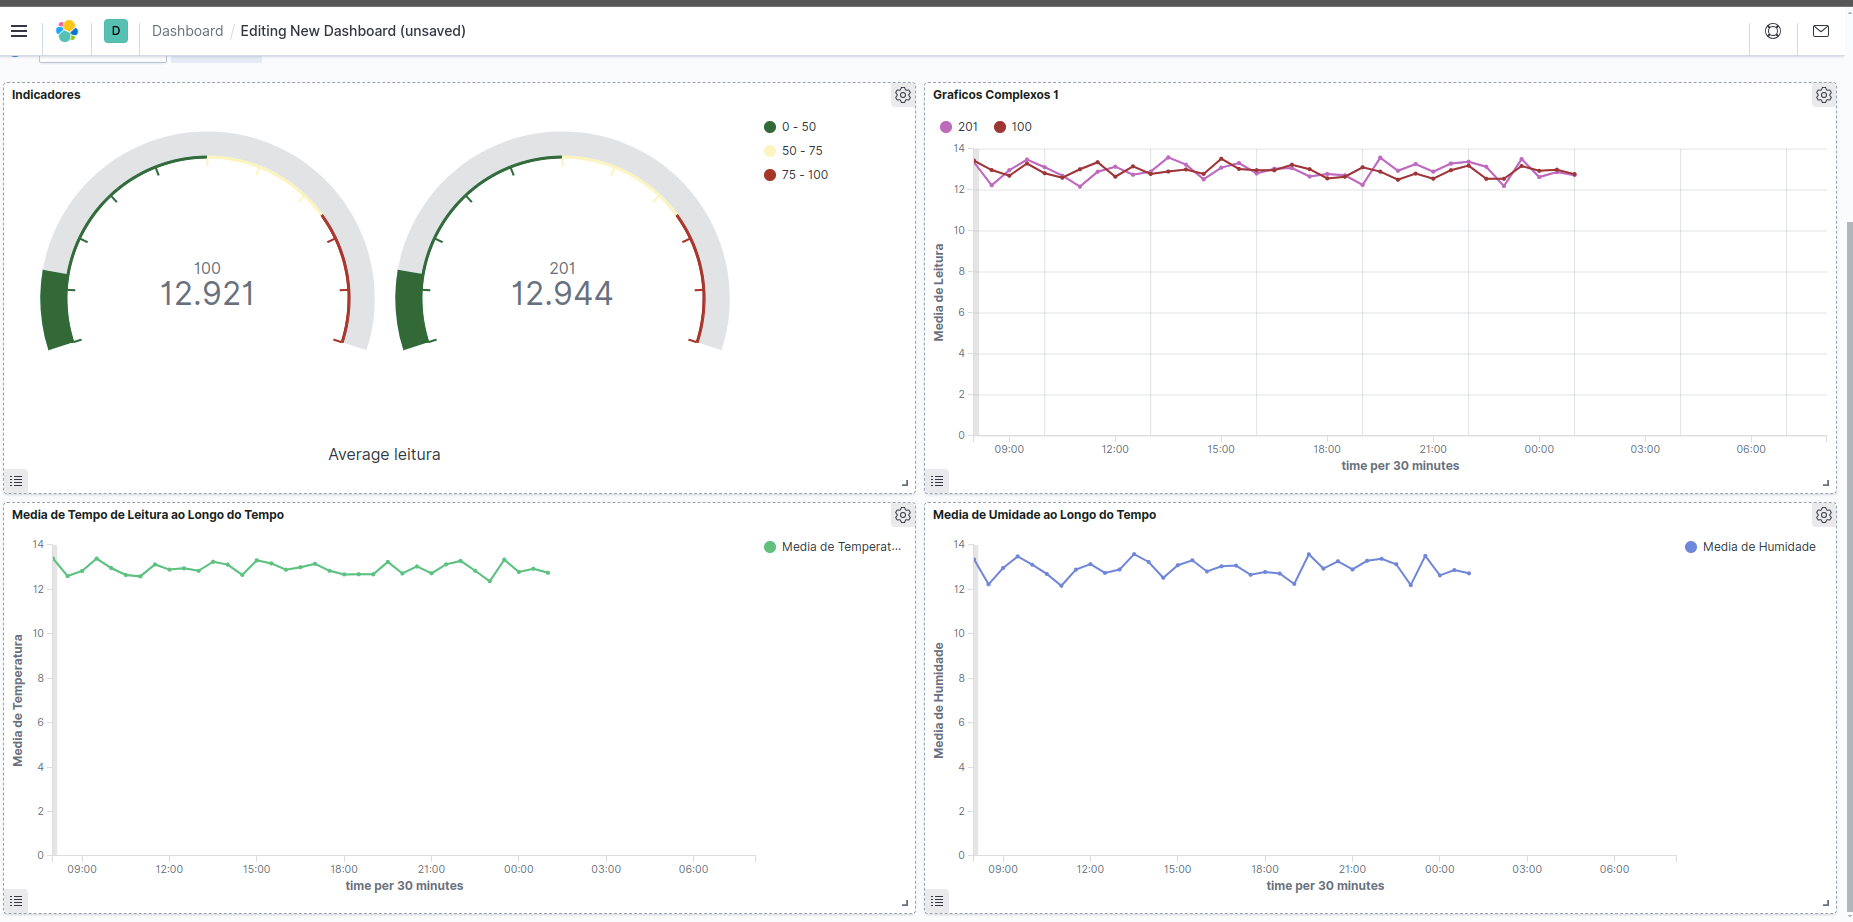 D Dashboard / Editing New Dashboard (unsaved)
Indicadores
100
12.921
201
12.944
0 - 50
50 - 75
75 - 100
Average leitura
Graficos Complexos 1
201 100
14
12
10
8
6
4
2
0
Media de Leitura
09:00 12:00 15:00 18:00 21:00 00:00 03:00 06:00
time per 30 minutes
Media de Tempo de Leitura ao Longo do Tempo
Media de Temperat...
14
12
10
8
6
4
2
0
Media de Temperatura
09:00 12:00 15:00 18:00 21:00 00:00 03:00 06:00
time per 30 minutes
Media de Umidade ao Longo do Tempo
Media de Humidade
14
12
10
8
6
4
2
0
Media de Humidade
09:00 12:00 15:00 18:00 21:00 00:00 03:00 06:00
time per 30 minutes